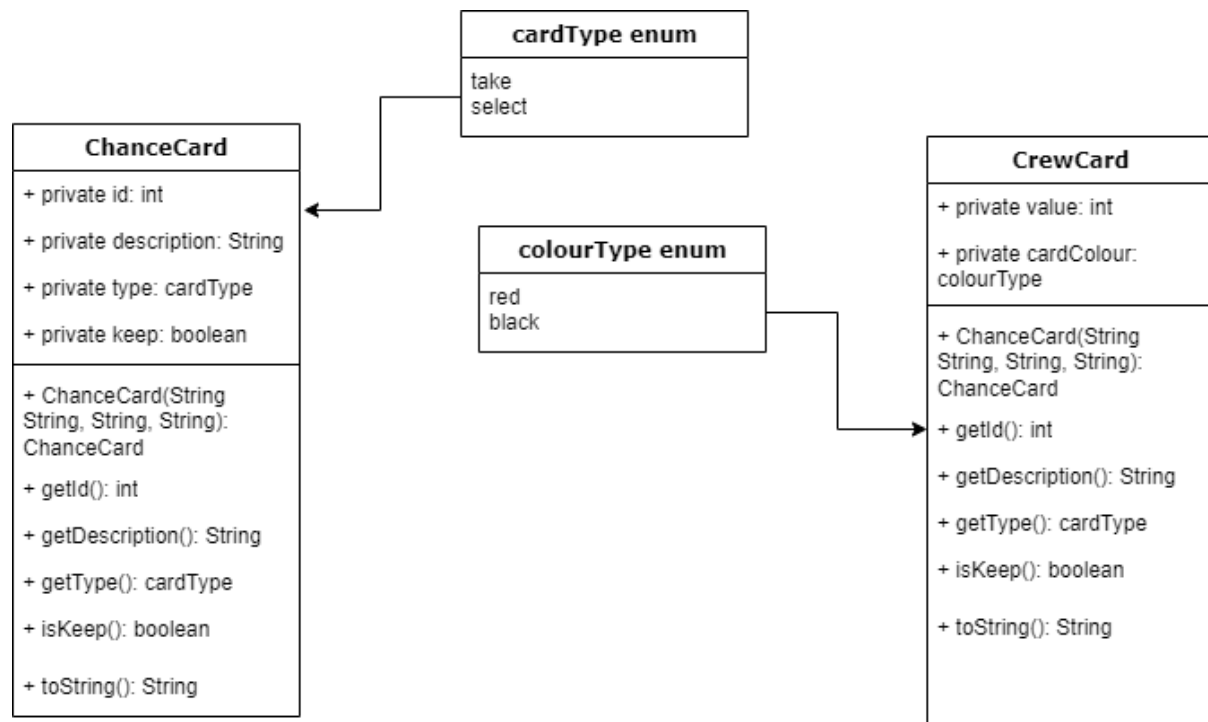 cardType enum
take
select
ChanceCard
+ private id: int
+ private description: String
+ private type: cardType
+ private keep: boolean
+ ChanceCard(String
String, String, String):
ChanceCard
+ getId(): int
+ getDescription(): String
+ getType(): cardType
+ isKeep(): boolean
+ toString(): String
colourType enum
red
black
CrewCard
+ private value: int
+ private cardColour:
colourType
+ ChanceCard(String
String, String, String):
ChanceCard
+ getId(): int
+ getDescription(): String
+ getType(): cardType
+ isKeep(): boolean
+ toString(): String